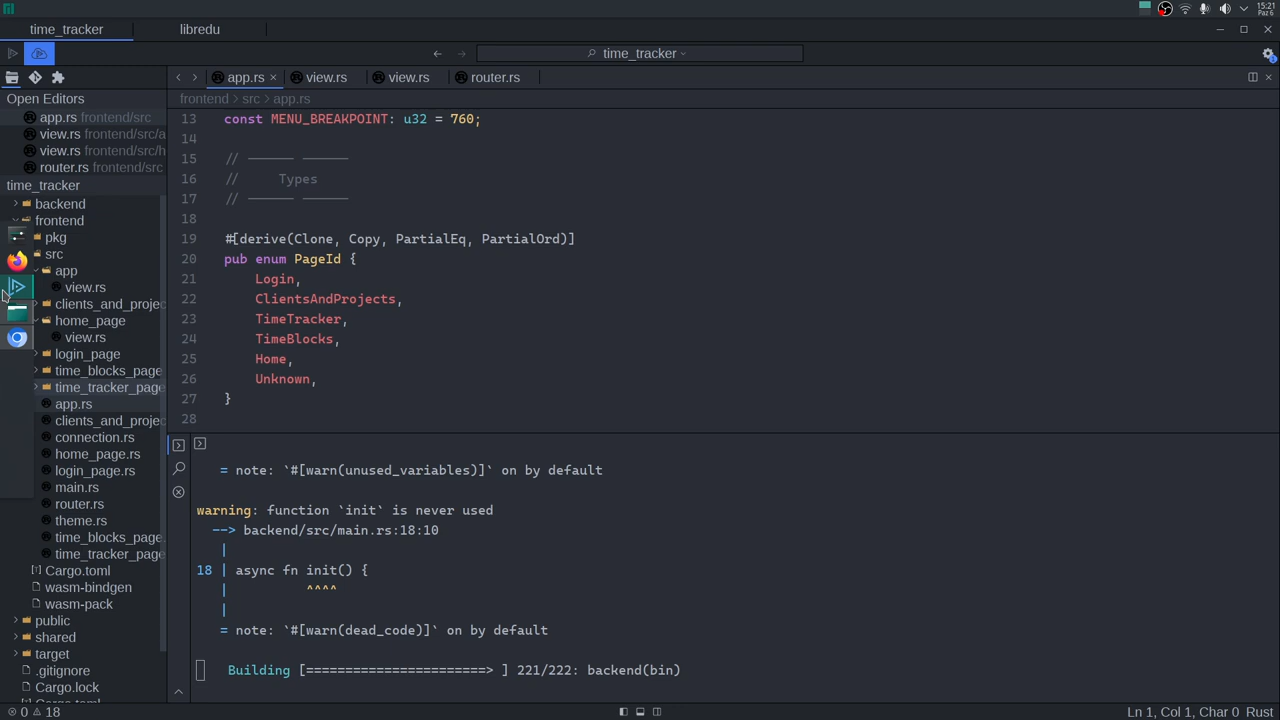 15:21
Paź 6
time_tracker
libredu
time_tracker
app.rs
view.rs
view.rs
router.rs
Open Editors
app.rs frontend/src
view.rs frontend/src/a
view.rs frontend/src/h
router.rs frontend/src
time_tracker
backend
frontend
pkg
src
app
view.rs
clients_and_projec
home_page
view.rs
login_page
time_blocks_page
time_tracker_page
app.rs
clients_and_projec
connection.rs
home_page.rs
login_page.rs
main.rs
router.rs
theme.rs
time_blocks_page.
time_tracker_page
Cargo.toml
wasm-bindgen
wasm-pack
public
shared
target
.gitignore
Cargo.lock
Cargo.toml
frontend > src > app.rs
13 const MENU_BREAKPOINT: u32 = 760;
14
15 // ------ ------
16 //     Types
17 // ------ ------
18
19 #[derive(Clone, Copy, PartialEq, PartialOrd)]
20 pub enum PageId {
21     Login,
22     ClientsAndProjects,
23     TimeTracker,
24     TimeBlocks,
25     Home,
26     Unknown,
27 }
28
= note: `#[warn(unused_variables)]` on by default
warning: function `init` is never used
--> backend/src/main.rs:18:10
|
18 | async fn init() {
|          ^^^^
|
= note: `#[warn(dead_code)]` on by default
Building [=======================> ] 221/222: backend(bin)
0 18
Ln 1, Col 1, Char 0 Rust